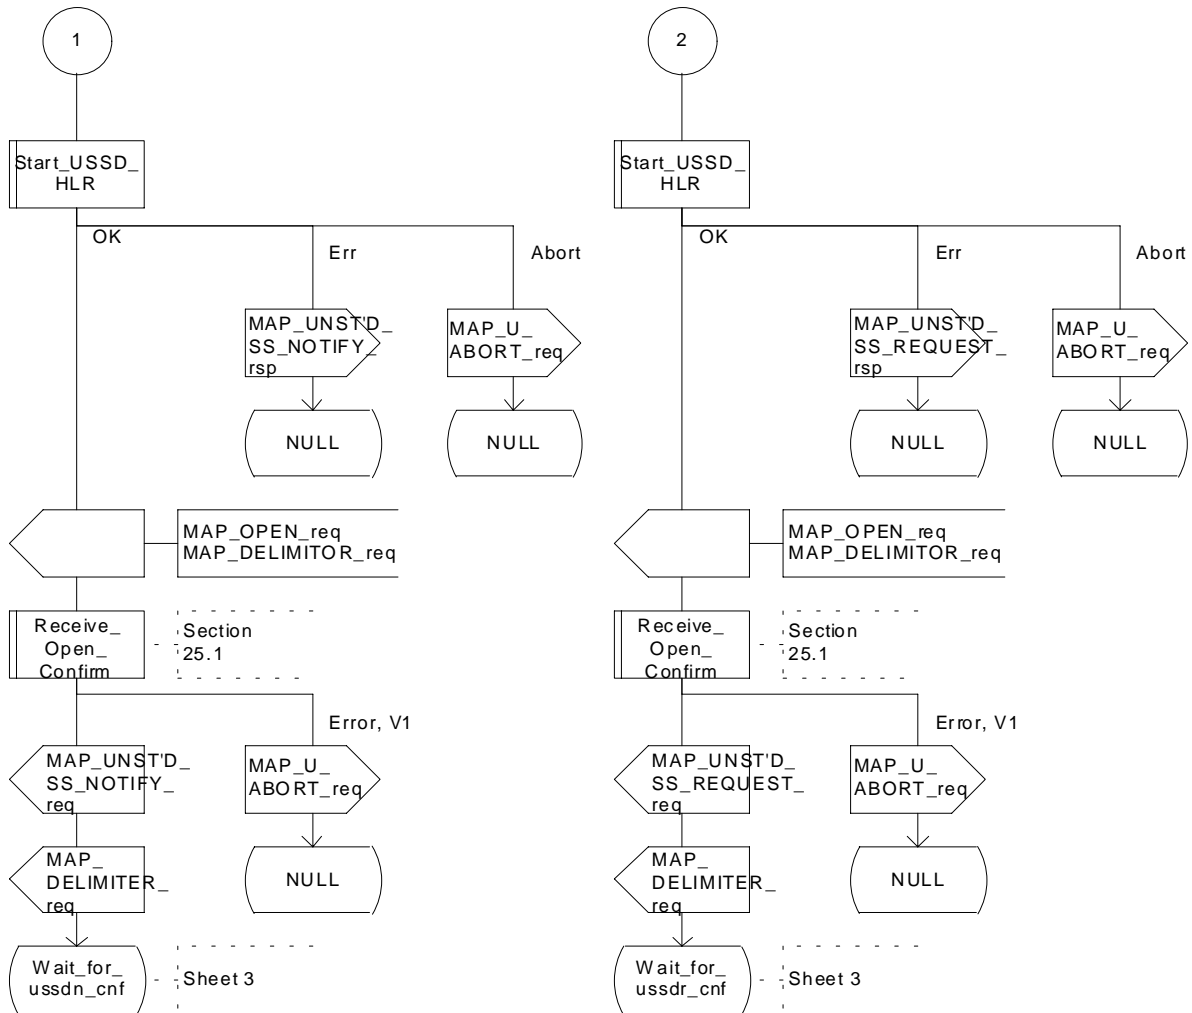 1
Start_USSD_
HLR
OK
Err
Abort
MAP_UNST'D_
SS_NOTIFY_
rsp
MAP_U_
ABORT_req
NULL
NULL
MAP_OPEN_req
MAP_DELIMITOR_req
Receive_
Open_
Confirm
Section
25.1
Error, V1
MAP_UNST'D_
SS_NOTIFY_
req
MAP_U_
ABORT_req
MAP_
DELIMITER_
req
NULL
Wait_for_
ussdn_cnf
Sheet 3
2
Start_USSD_
HLR
OK
Err
Abort
MAP_UNST'D_
SS_REQUEST_
rsp
MAP_U_
ABORT_req
NULL
NULL
MAP_OPEN_req
MAP_DELIMITOR_req
Receive_
Open_
Confirm
Section
25.1
Error, V1
MAP_UNST'D_
SS_REQUEST_
req
MAP_U_
ABORT_req
MAP_
DELIMITER_
req
NULL
Wait_for_
ussdr_cnf
Sheet 3